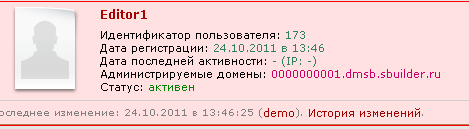 Editor1
Идентификатор пользователя: 173
Дата регистрации: 24.10.2011 в 13:46
Дата последней активности: - (IP: -)
Администрируемые домены: 0000000001.dmsb.sbuilder.ru
Статус: активен
оследнее изменение: 24.10.2011 в 13:46:25 (demo). История изменений.